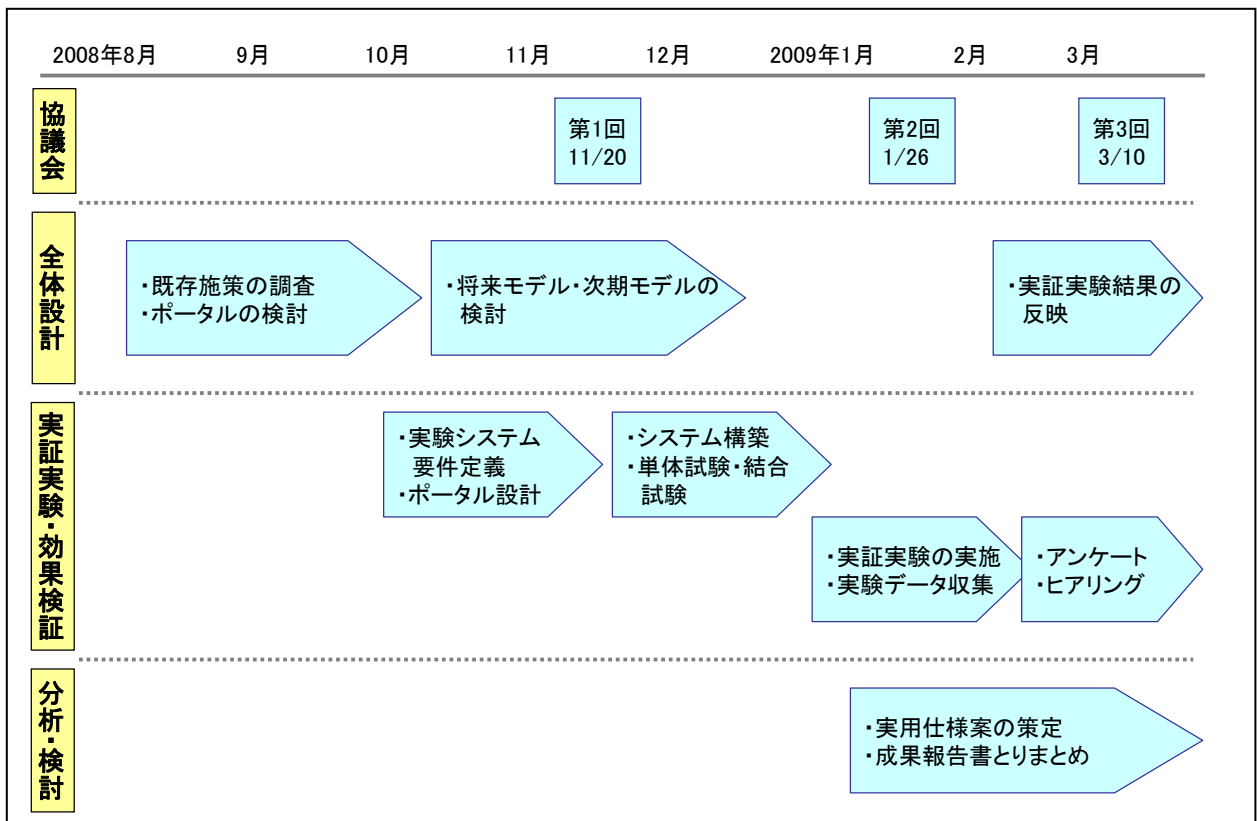 2008年8月 9月 10月 11月 12月 2009年1月 2月 3月
協議会
第1回
11/20
第2回
1/26
第3回
3/10
全体設計
・既存施策の調査
・ポータルの検討
・将来モデル・次期モデルの
検討
・実証実験結果の
反映
実証実験・効果検証
・実験システム
要件定義
・ポータル設計
・システム構築
・単体試験・結合
試験
・実証実験の実施
・実験データ収集
・アンケート
・ヒアリング
分析・検討
・実用仕様案の策定
・成果報告書とりまとめ